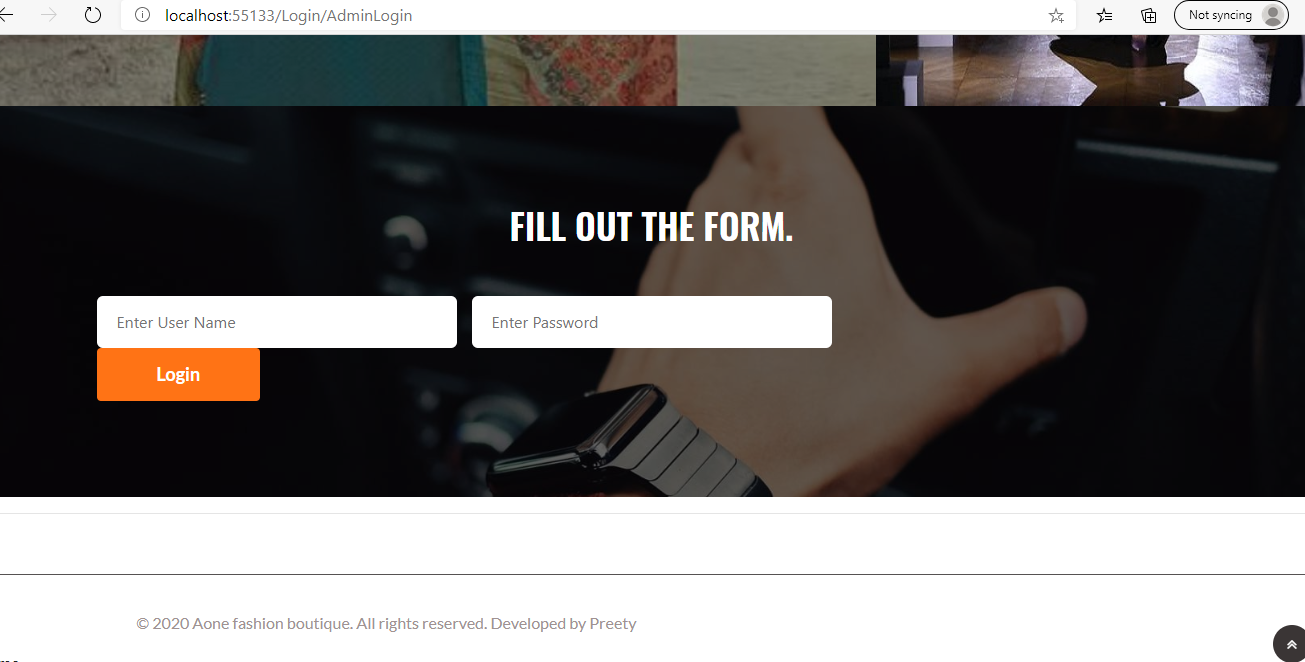 localhost:55133/Login/AdminLogin
Not syncing
FILL OUT THE FORM.
Enter User Name
Enter Password
Login
© 2020 Aone fashion boutique. All rights reserved. Developed by Preety